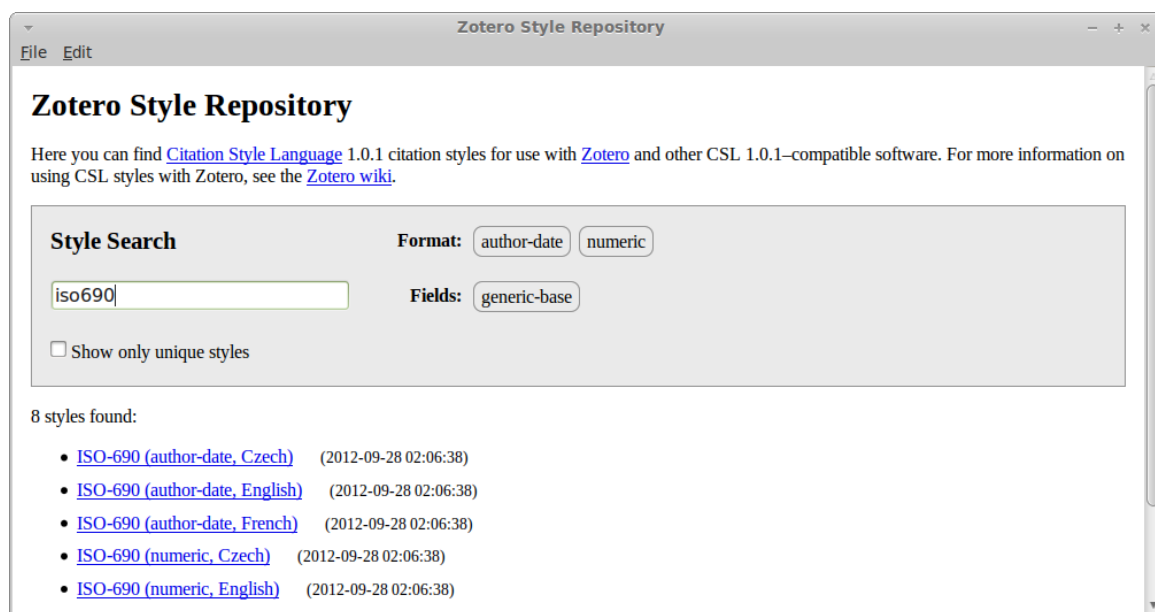 Zotero Style Repository
File Edit
Zotero Style Repository
Here you can find Citation Style Language 1.0.1 citation styles for use with Zotero and other CSL 1.0.1–compatible software. For more information on
using CSL styles with Zotero, see the Zotero wiki.
Style Search Format: author-date numeric
iso690 Fields: generic-base
Show only unique styles
8 styles found:
• ISO-690 (author-date, Czech) (2012-09-28 02:06:38)
• ISO-690 (author-date, English) (2012-09-28 02:06:38)
• ISO-690 (author-date, French) (2012-09-28 02:06:38)
• ISO-690 (numeric, Czech) (2012-09-28 02:06:38)
• ISO-690 (numeric, English) (2012-09-28 02:06:38)